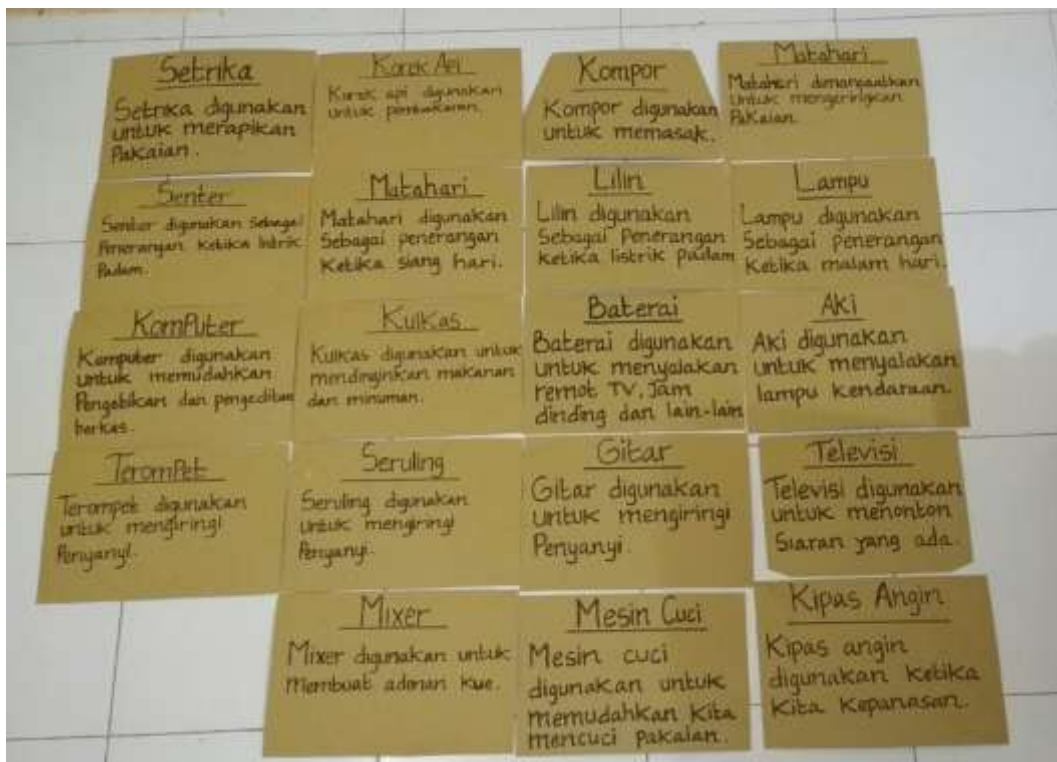 Setrika
Setrika digunakan
untuk merapikan
Pakaian.
Korek Api
Korek api digunakan
untuk pembakaran.
Kompor
Kompor digunakan
untuk memasak.
Matahari
Matahari dimanfaatkan
Untuk mengeringkan
Pakaian.
Senter
Senter digunakan Sebagai
Penerangan Ketika listrik
Padam.
Matahari
Matahari digunakan
Sebagai penerangan
Ketika siang hari.
Lilin
Lilin digunakan
Sebagai Penerangan
Ketika listrik padam
Lampu
Lampu digunakan
Sebagai penerangan
Ketika malam hari.
Komputer
Komputer digunakan
untuk memudahkan
Pengetikan dan pengeditan
berkas.
Kulkas
Kulkas digunakan untuk
mendinginkan makanan
dan minuman.
Baterai
Baterai digunakan
untuk menyalakan
remot TV, Jam
dinding dan lain-lain
Aki
Aki digunakan
untuk menyalakan
lampu kendaraan.
Terompet
Terompet digunakan
untuk mengiringi
Penyanyi.
Seruling
Seruling digunakan
untuk mengiringi
Penyanyi.
Gitar
Gitar digunakan
untuk mengiringi
Penyanyi.
Televisi
Televisi digunakan
untuk menonton
Siaran yang ada.
Mixer
Mixer digunakan untuk
Membuat adonan kue.
Mesin Cuci
Mesin cuci
digunakan untuk
memudahkan Kita
mencuci pakaian.
Kipas Angin
Kipas angin
digunakan ketika
Kita Kepanasan.